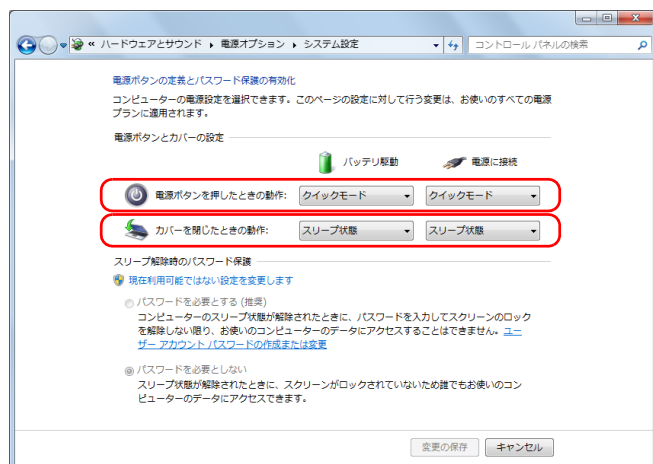 « ハードウェアとサウンド ▸ 電源オプション ▸ システム設定
コントロール パネルの検索
電源ボタンの定義とパスワード保護の有効化
コンピューターの電源設定を選択できます。このページの設定に対して行う変更は、お使いのすべての電源
プランに適用されます。
電源ボタンとカバーの設定
バッテリ駆動 電源に接続
電源ボタンを押したときの動作: クイックモード クイックモード
カバーを閉じたときの動作: スリープ状態 スリープ状態
スリープ解除時のパスワード保護
現在利用可能ではない設定を変更します
パスワードを必要とする (推奨)
コンピューターのスリープ状態が解除されたときに、パスワードを入力してスクリーンのロック
を解除しない限り、お使いのコンピューターのデータにアクセスすることはできません。ユー
ザー アカウント パスワードの作成または変更
パスワードを必要としない
スリープ状態が解除されたときに、スクリーンがロックされていないため誰でもお使いのコン
ピューターのデータにアクセスできます。
変更の保存 キャンセル